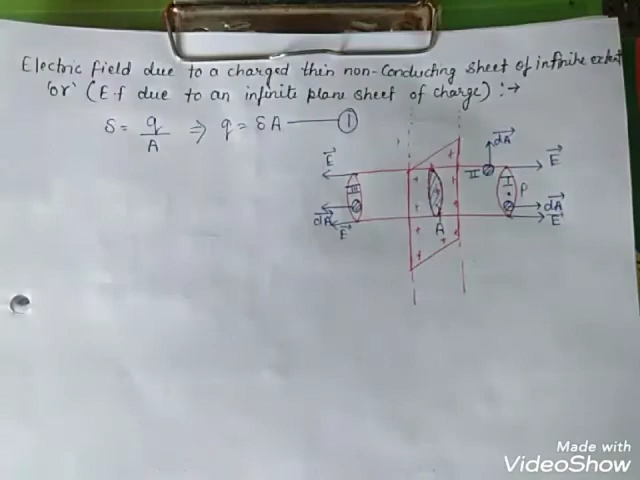 Electric field due to a charged thin non-Conducting sheet of infinite extent
'or' (E.f due to an infinite plane sheet of charge) :→
δ = q/A ⇒ q = δA — ①
dA
E
II
E
III
I
P
dA
dA
E
E
A
Made with
VideoShow